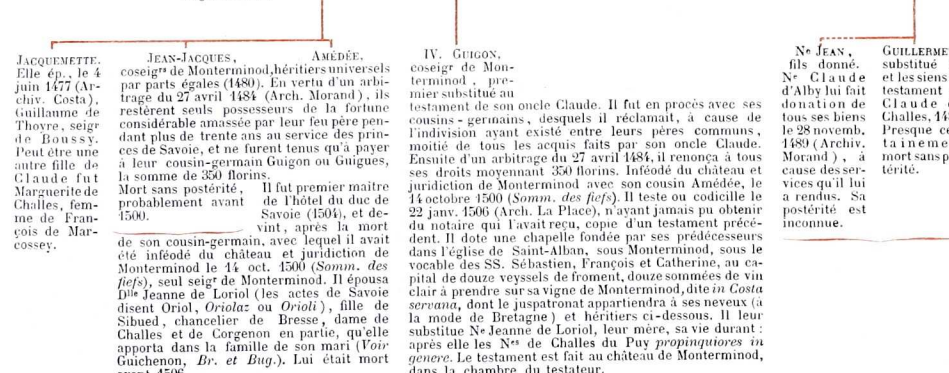 JACQUEMETTE.
Elle ép., le 4
juin 1477 (Ar-
chiv. Costa),
Guillaume de
Thoyre, seigr
de Boussy.
Peut être une
autre fille de
Claude fut
Marguerite de
Challes, fem-
me de Fran-
çois de Mar-
cossey.
JEAN-JACQUES, AMÉDÉE,
coseigrs de Monterminod, héritiers universels
par parts égales (1480). En vertu d'un arbi-
trage du 27 avril 1484 (Arch. Morand), ils
restèrent seuls possesseurs de la fortune
considérable amassée par leur feu père pen-
dant plus de trente ans au service des prin-
ces de Savoie, et ne furent tenus qu'à payer
à leur cousin-germain Guigon ou Guigues,
la somme de 350 florins.
Mort sans postérité,
probablement avant
1500.
Il fut premier maître
de l'hôtel du duc de
Savoie (1504), et de-
vint, après la mort
de son cousin-germain, avec lequel il avait
été inféodé du château et juridiction de
Monterminod le 14 oct. 1500 (Somm. des
fiefs), seul seigr de Monterminod. Il épousa
Dlle Jeanne de Loriol (les actes de Savoie
disent Oriol, Oriolaz ou Orioli), fille de
Sibued, chancelier de Bresse, dame de
Challes et de Corgenon en partie, qu'elle
apporta dans la famille de son mari (Voir
Guichenon, Br. et Bug.). Lui était mort
avant 1506.
IV. GUIGON,
coseigr de Mon-
terminod, pre-
mier substitué au
testament de son oncle Claude. Il fut en procès avec ses
cousins-germains, desquels il réclamait, à cause de
l'indivision ayant existé entre leurs pères communs,
moitié de tous les acquis faits par son oncle Claude.
Ensuite d'un arbitrage du 27 avril 1484, il renonça à tous
ses droits moyennant 350 florins. Inféodé du château et
juridiction de Monterminod avec son cousin Amédée, le
14 octobre 1500 (Somm. des fiefs). Il teste ou codicille le
22 janv. 1506 (Arch. La Place), n'ayant jamais pu obtenir
du notaire qui l'avait reçu, copie d'un testament précé-
dent. Il dote une chapelle fondée par ses prédécesseurs
dans l'église de Saint-Alban, sous Monterminod, sous le
vocable des SS. Sébastien, François et Catherine, au ca-
pital de douze veyssels de froment, douze sommées de vin
clair à prendre sur sa vigne de Monterminod, dite in Costa
servana, dont le juspatronat appartiendra à ses neveux (à
la mode de Bretagne) et héritiers ci-dessous. Il leur
substitue Ne Jeanne de Loriol, leur mère, sa vie durant :
après elle les Nes de Challes du Puy propinquiores in
genere. Le testament est fait au château de Monterminod,
dans la chambre du testateur.
Ne JEAN,
fils donné.
Ne Claude
d'Alby lui fait
donation de
tous ses biens
le 28 novemb.
1489 (Archiv.
Morand), à
cause des ser-
vices qu'il lui
a rendus. Sa
postérité est
inconnue.
GUILLERME
substitué
et les siens
testament
Claude
Challes, 14
Presque ce
taineme
mort sans p
térité.